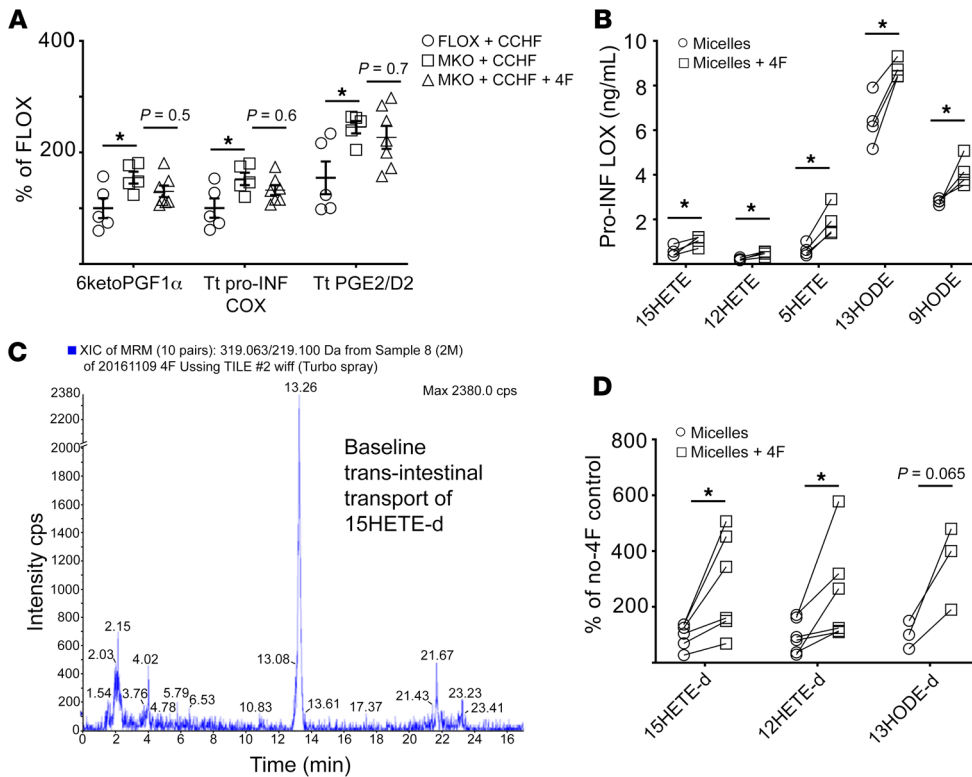 A
400
200
% of FLOX
FLOX + CCHF
MKO + CCHF
MKO + CCHF + 4F
*
P = 0.5
*
P = 0.6
*
P = 0.7
6ketoPGF1α
Tt pro-INF
COX
Tt PGE2/D2
B
10
8
6
4
2
Pro-INF LOX (ng/mL)
Micelles
Micelles + 4F
*
*
*
*
*
15HETE
12HETE
5HETE
13HODE
9HODE
C
XIC of MRM (10 pairs): 319.063/219.100 Da from Sample 8 (2M)
of 20161109 4F Ussing TILE #2 wiff (Turbo spray)
Max 2380.0 cps
2380
2200
2000
1800
1600
1400
1200
1000
800
600
400
200
0
Intensity cps
Baseline
trans-intestinal
transport of
15HETE-d
13.26
2.15
2.03
1.54
3.76
4.02
4.78
5.79
6.53
10.83
13.08
13.61
17.37
21.43
21.67
23.23
23.41
0 2 4 6 8 10 12 14 16 18 20 22 24 26
Time (min)
D
800
600
400
200
% of no-4F control
Micelles
Micelles + 4F
*
*
P = 0.065
15HETE-d
12HETE-d
13HODE-d